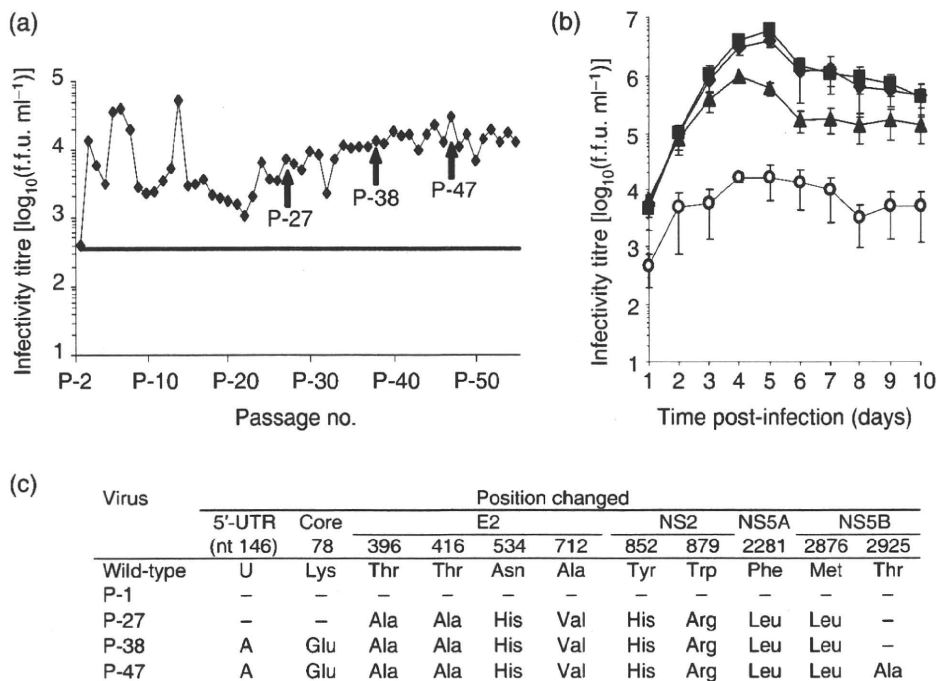 (a)
Infectivity titre [log10(f.f.u. ml−1)]
5
4
3
2
1
P-27
P-38
P-47
P-2 P-10 P-20 P-30 P-40 P-50
Passage no.
(b)
Infectivity titre [log10(f.f.u. ml−1)]
7
6
5
4
3
2
1
1 2 3 4 5 6 7 8 9 10
Time post-infection (days)
(c)
Virus Position changed
5′-UTR Core E2 NS2 NS5A NS5B
(nt 146) 78 396 416 534 712 852 879 2281 2876 2925
Wild-type U Lys Thr Thr Asn Ala Tyr Trp Phe Met Thr
P-1 – – – – – – – – – – –
P-27 – – Ala Ala His Val His Arg Leu Leu –
P-38 A Glu Ala Ala His Val His Arg Leu Leu –
P-47 A Glu Ala Ala His Val His Arg Leu Leu Ala